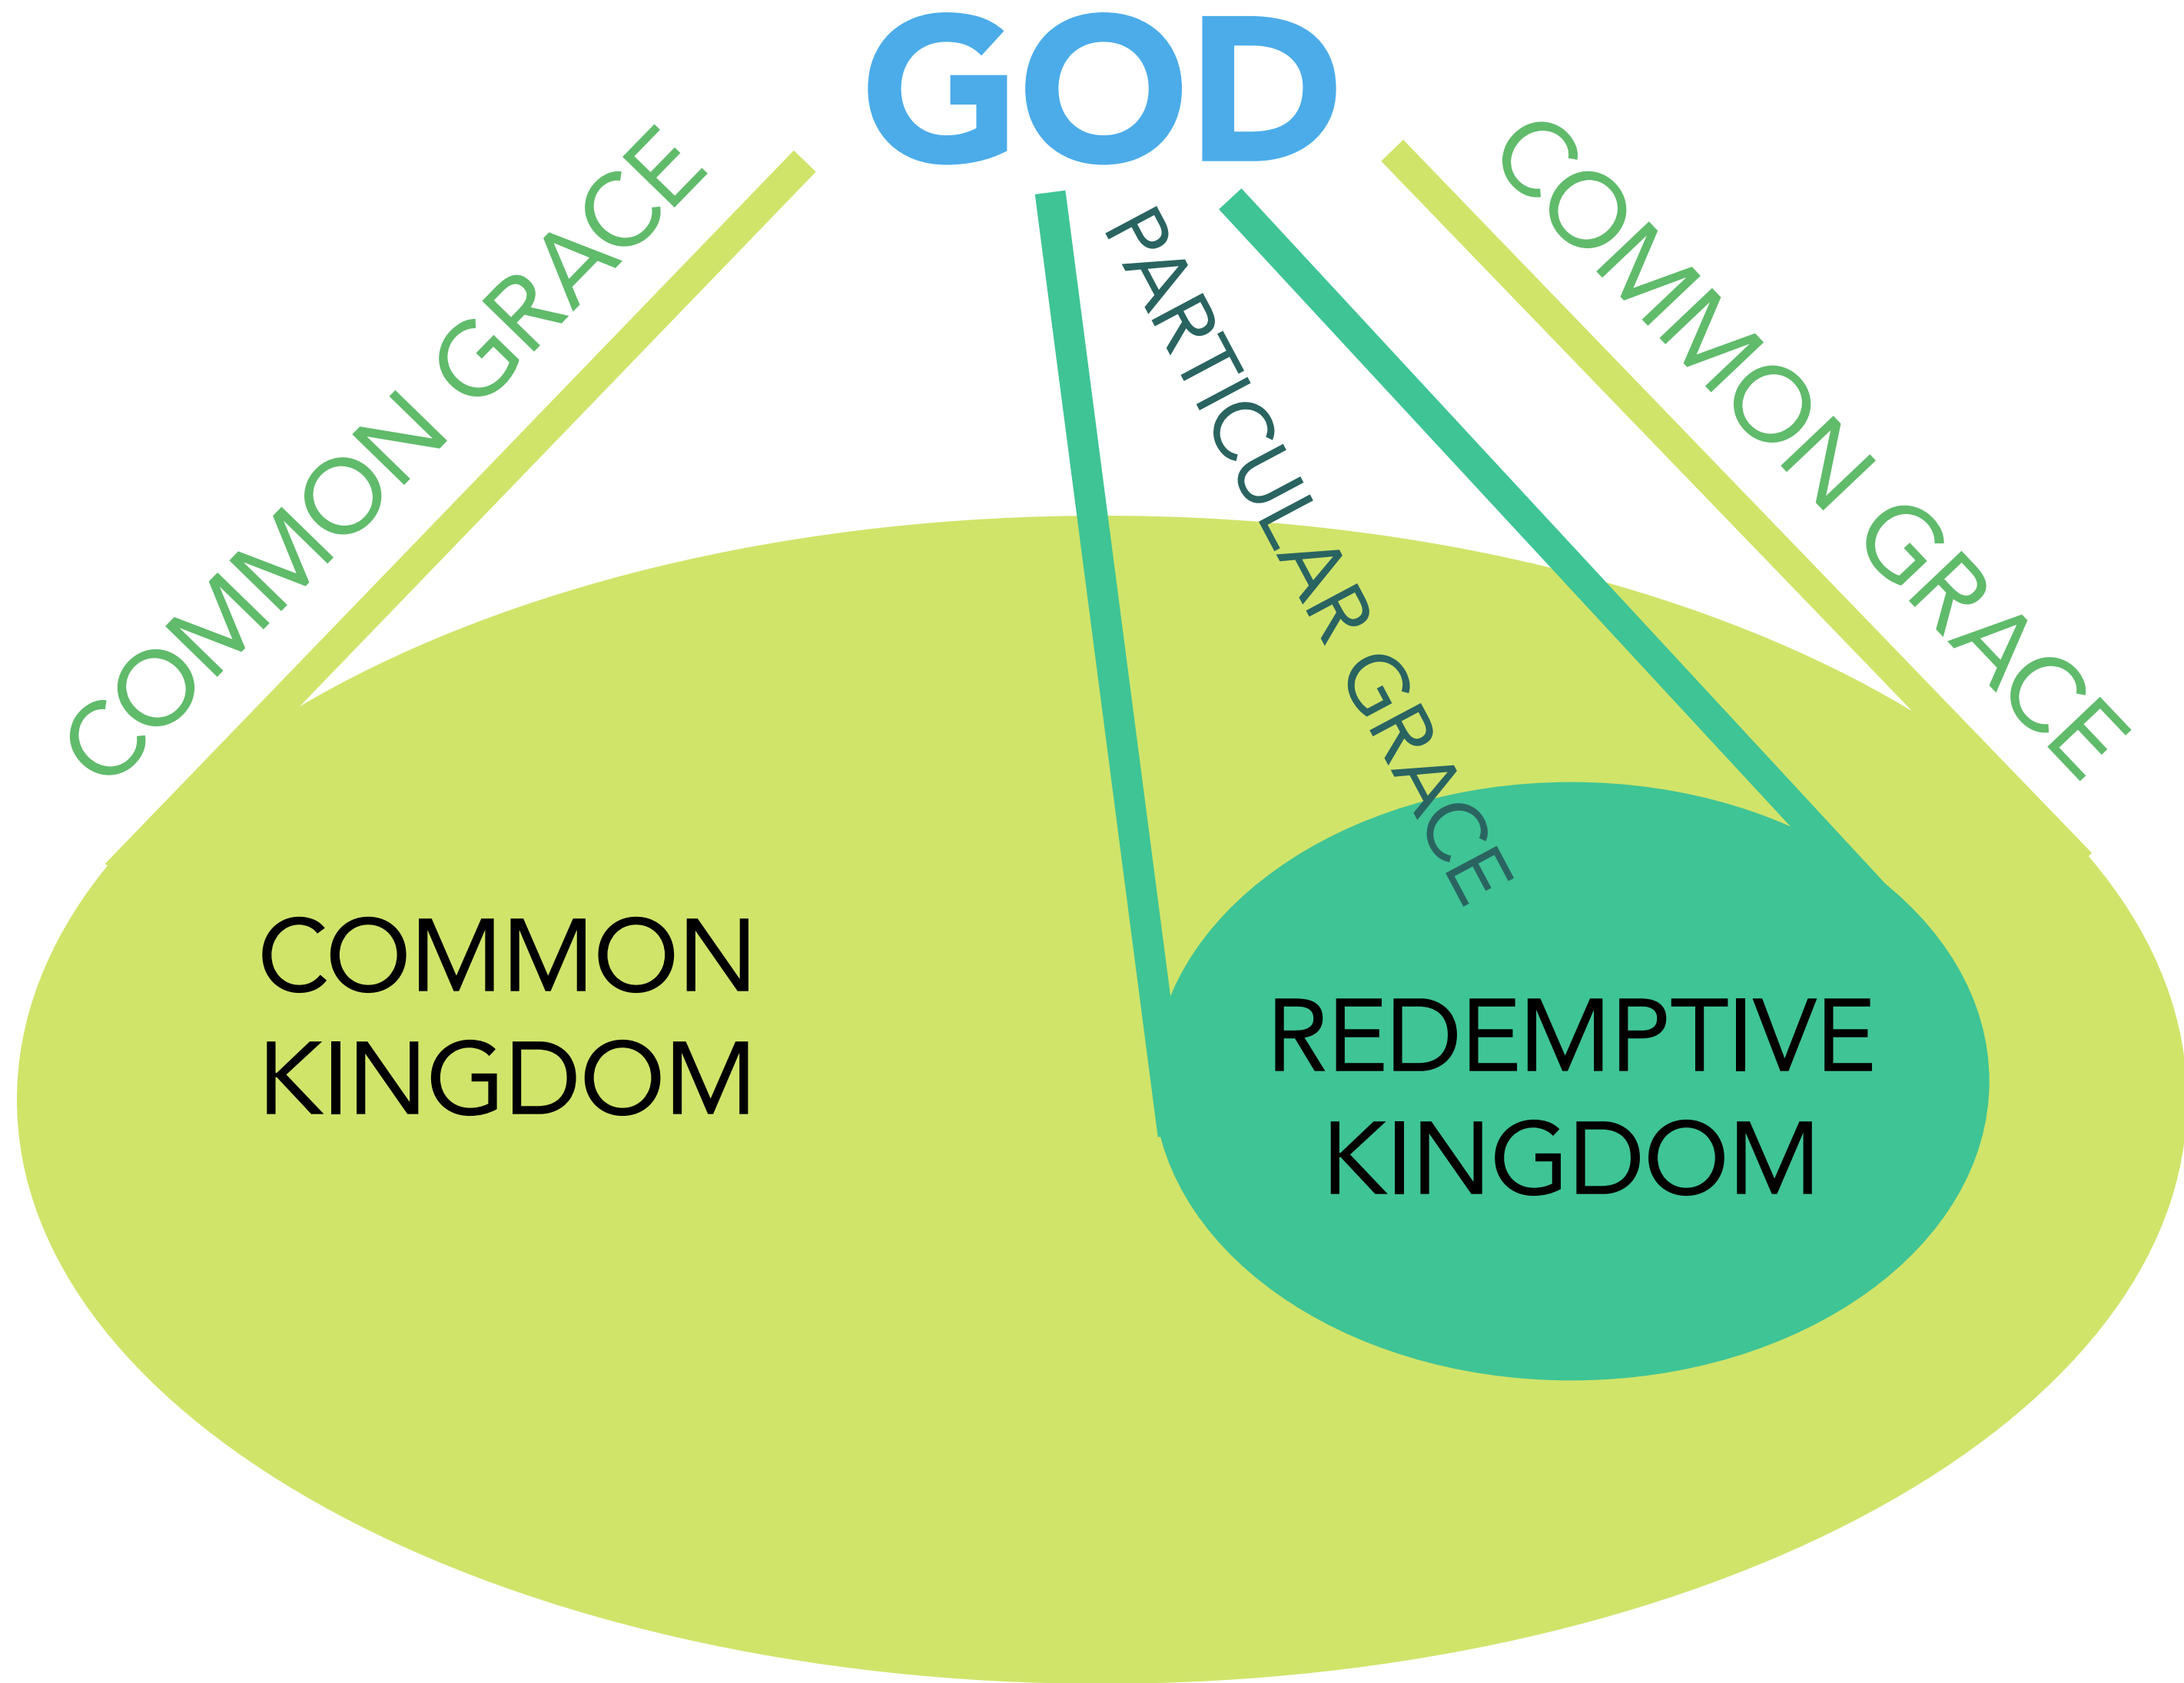 GOD
COMMON GRACE
PARTICULAR GRACE
COMMON GRACE
COMMON
KINGDOM
REDEMPTIVE
KINGDOM